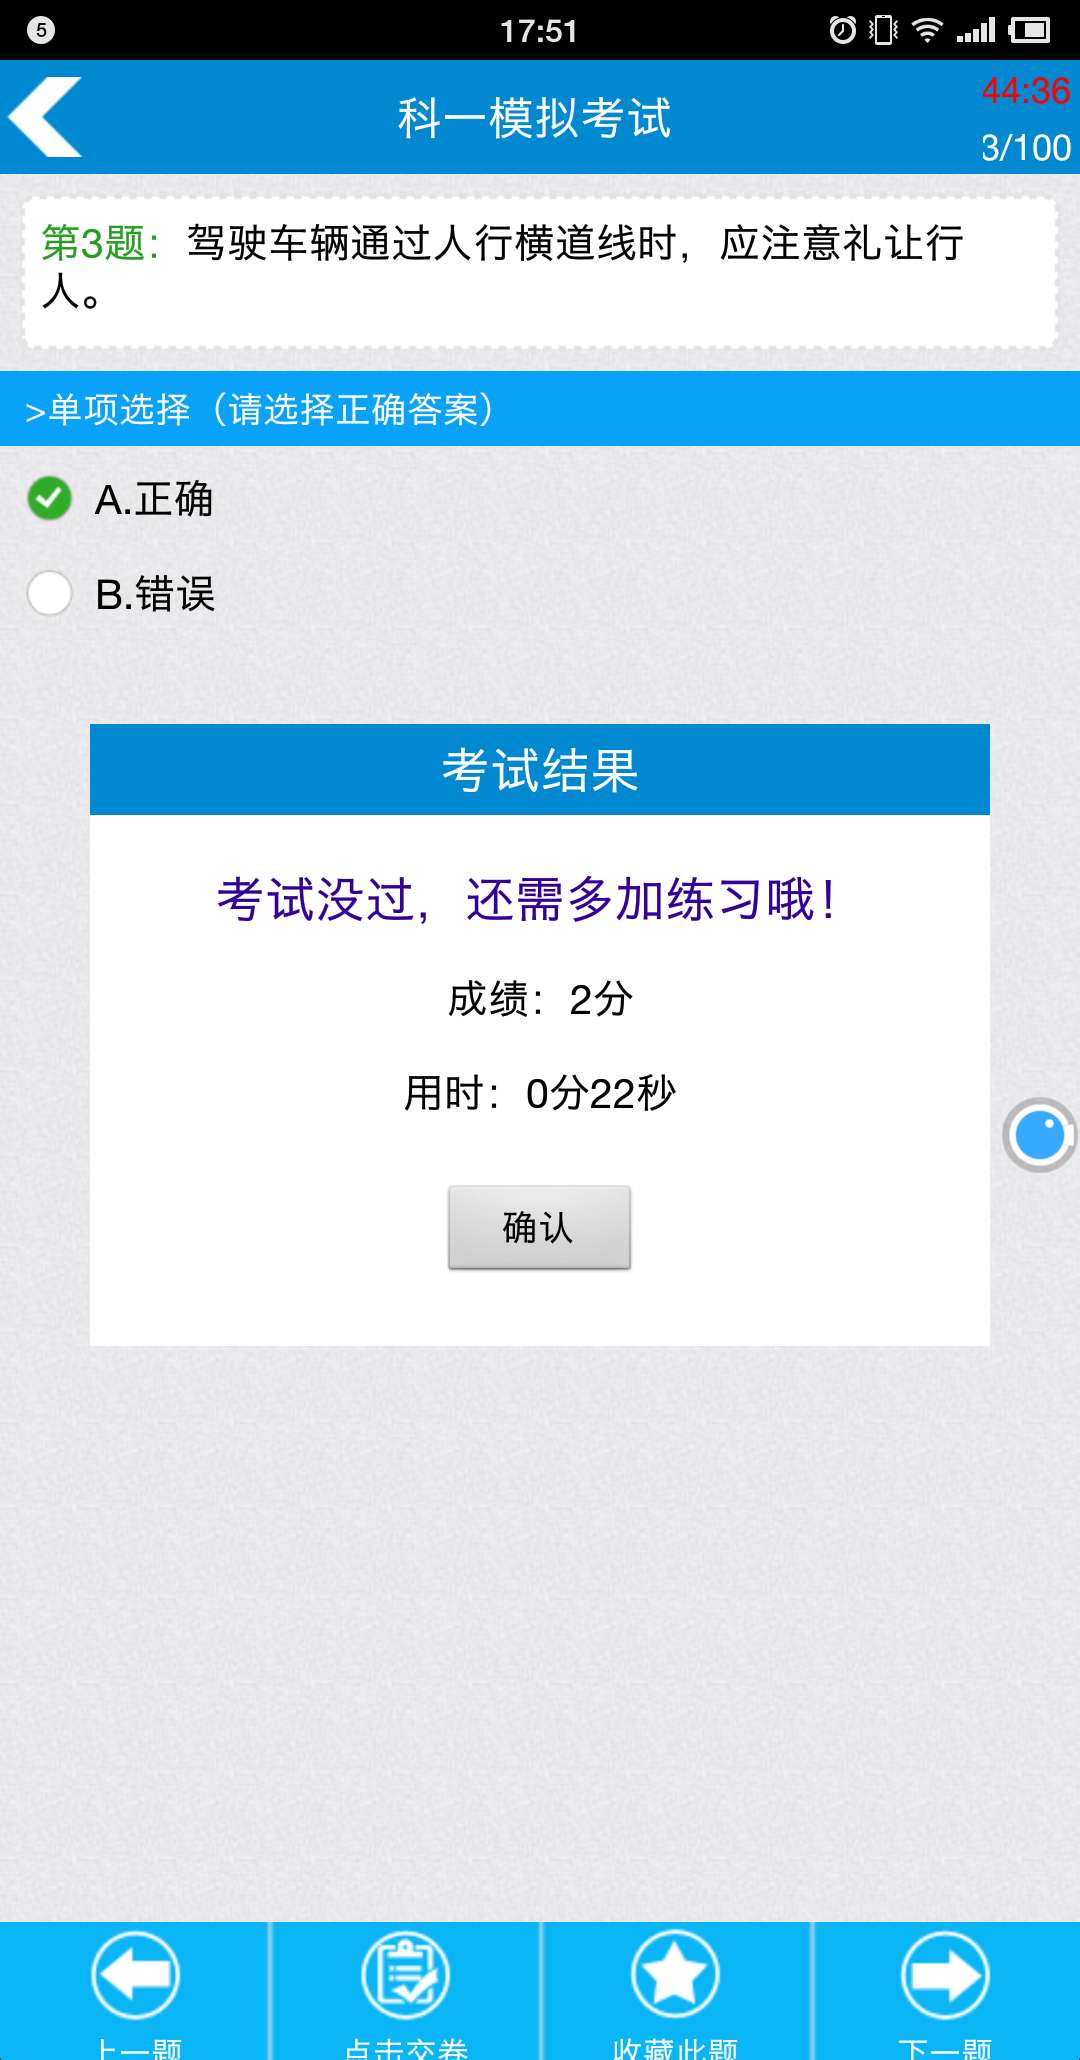 5
17:51
科一模拟考试
44:36
3/100
第3题：驾驶车辆通过人行横道线时，应注意礼让行
人。
>单项选择（请选择正确答案）
A.正确
B.错误
考试结果
考试没过，还需多加练习哦！
成绩：2分
用时：0分22秒
确认
上一题
点击交卷
收藏此题
下一题